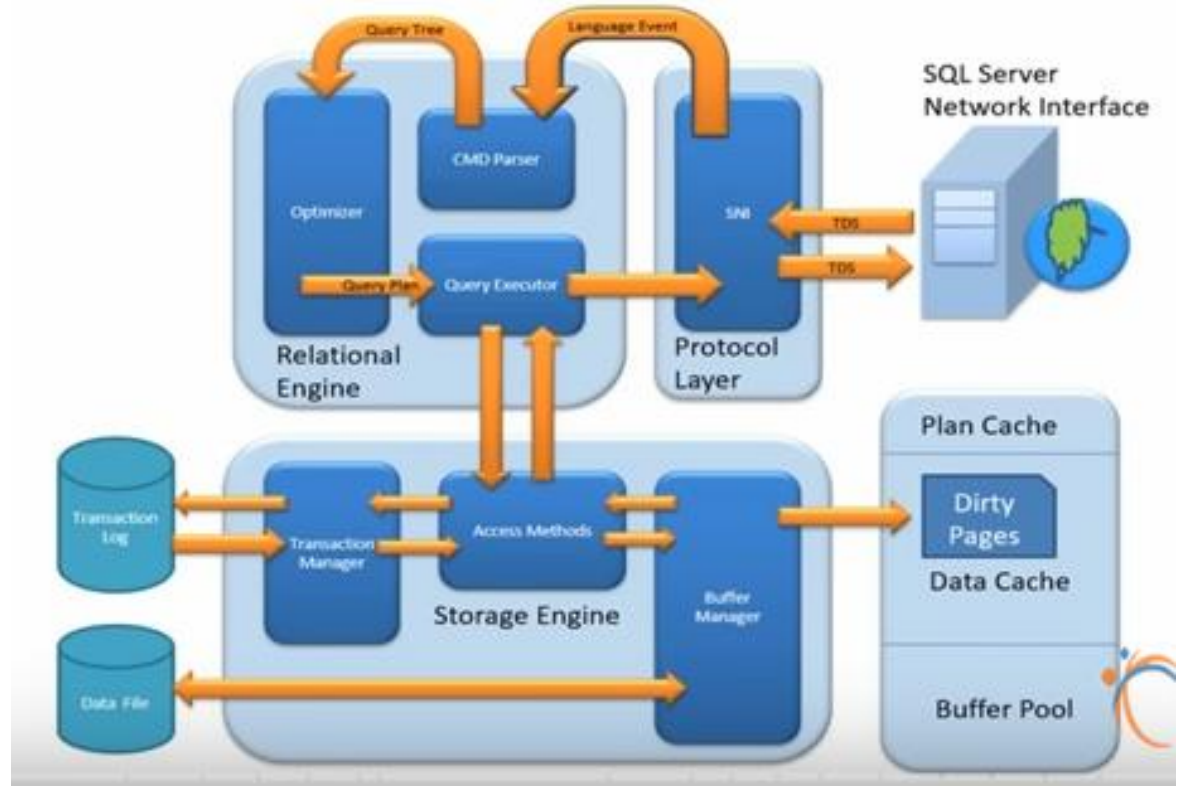 Query Tree
Language Event
SQL Server
Network Interface
CMD Parser
Optimizer
SNI
TDS
TDS
Query Plan
Query Executor
Relational
Engine
Protocol
Layer
Plan Cache
Dirty
Pages
Data Cache
Buffer Pool
Transaction
Log
Transaction
Manager
Access Methods
Storage Engine
Buffer
Manager
Data File